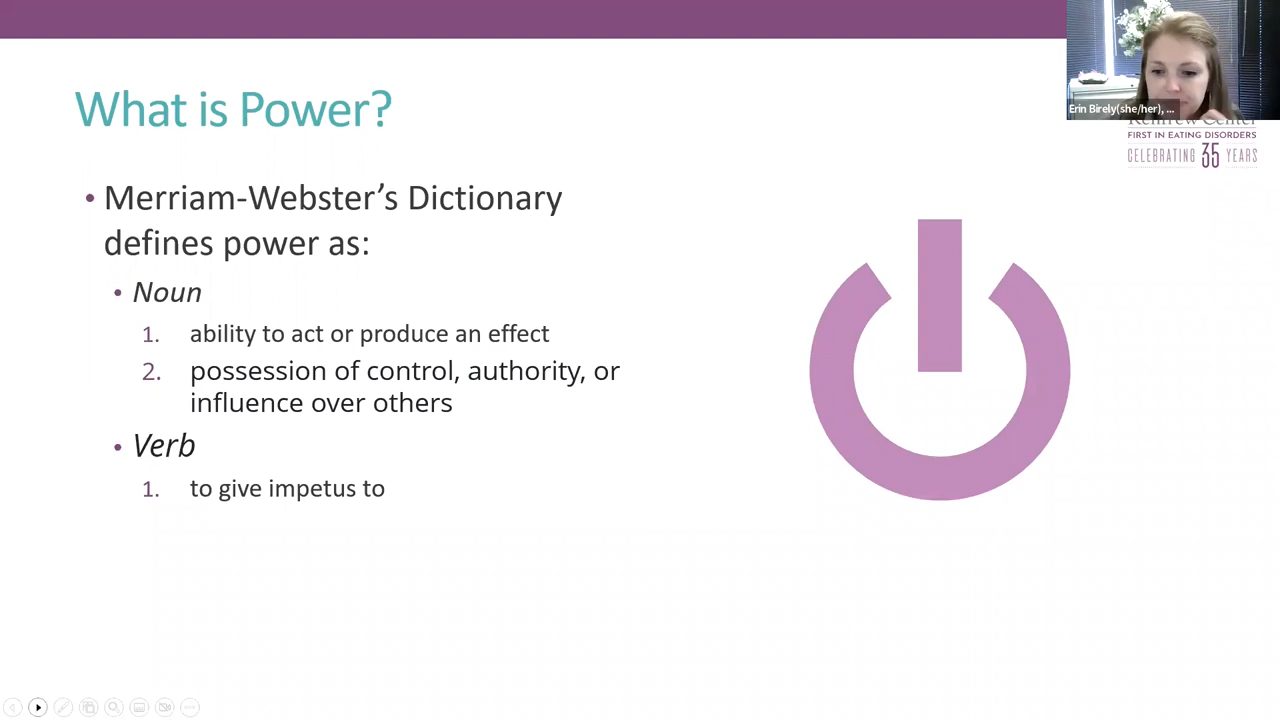 What is Power?
Erin Birely(she/her), ...
Renfrew Center
FIRST IN EATING DISORDERS
CELEBRATING 35 YEARS
• Merriam-Webster’s Dictionary
defines power as:
• Noun
1. ability to act or produce an effect
2. possession of control, authority, or
influence over others
• Verb
1. to give impetus to